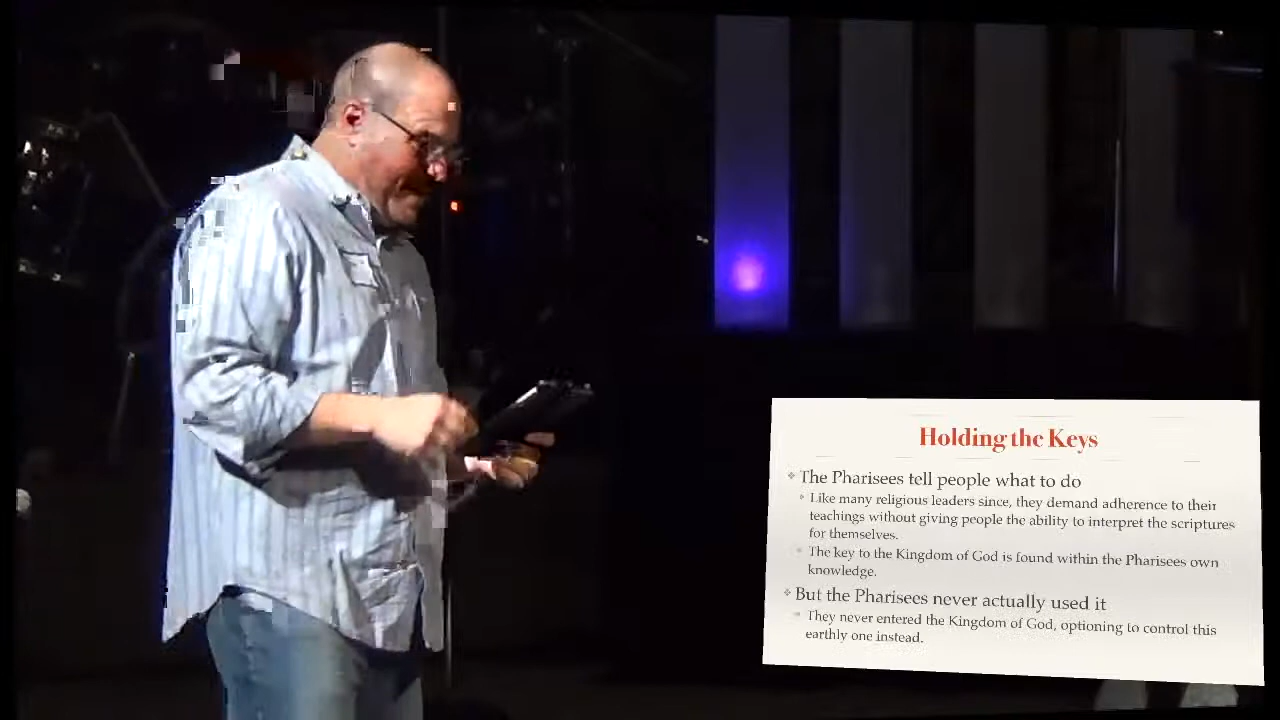 Holding the Keys
The Pharisees tell people what to do
Like many religious leaders since, they demand adherence to their
teachings without giving people the ability to interpret the scriptures
for themselves.
The key to the Kingdom of God is found within the Pharisees own
knowledge.
But the Pharisees never actually used it
They never entered the Kingdom of God, optioning to control this
earthly one instead.